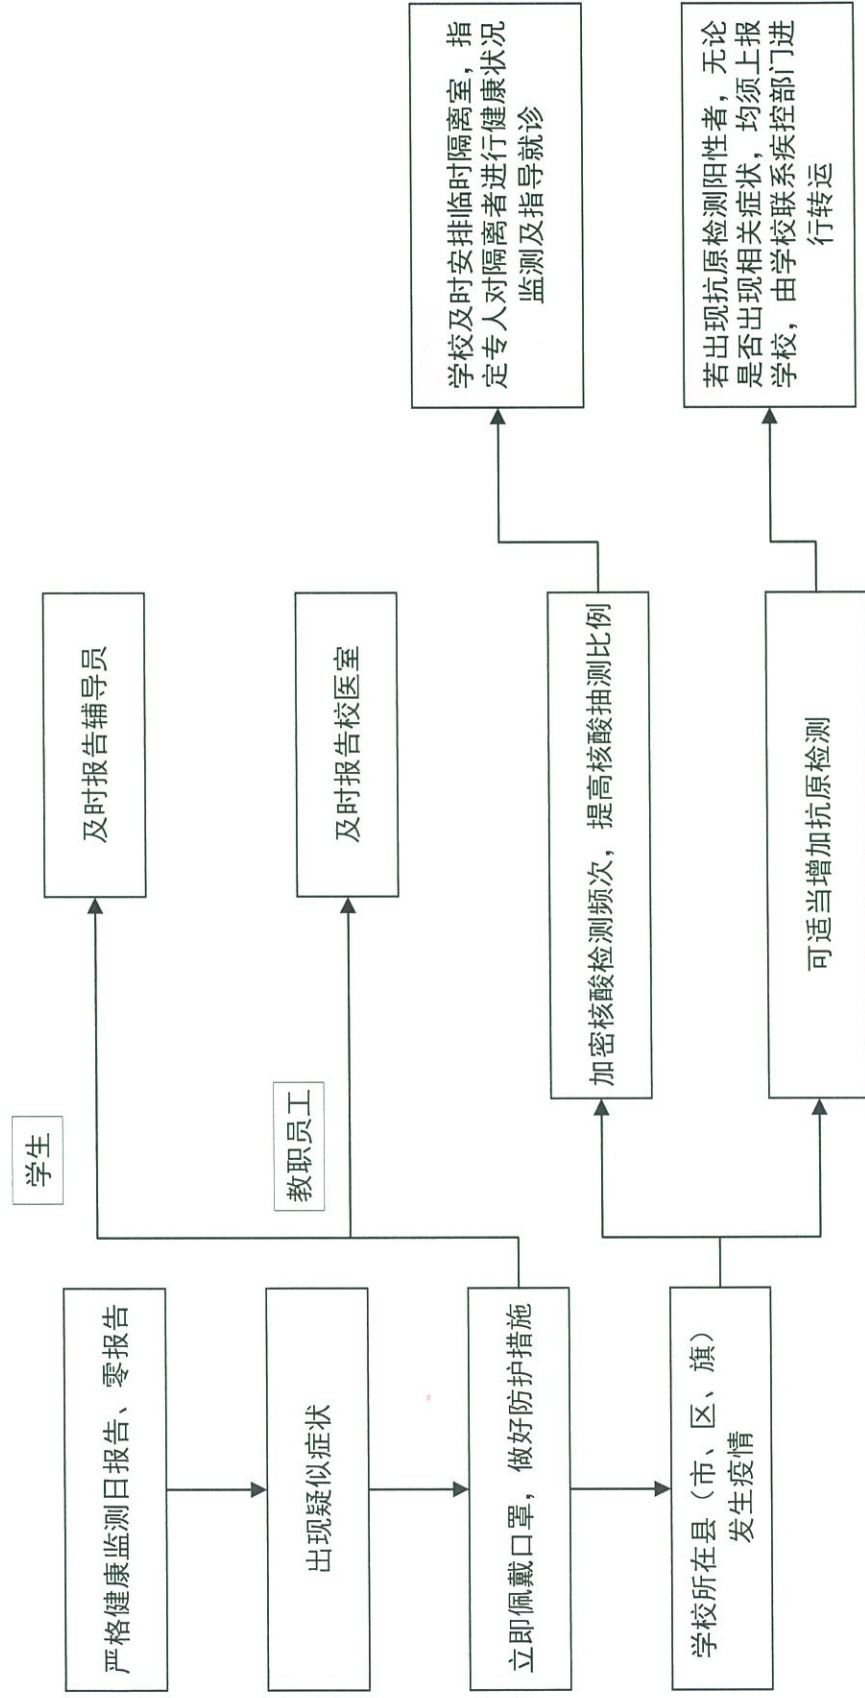 严格健康监测日报告、零报告
出现疑似症状
立即佩戴口罩，做好防护措施
学校所在县（市、区、旗）
发生疫情
学生
及时报告辅导员
教职员工
及时报告校医室
加密核酸检测频次，提高核酸抽测比例
可适当增加抗原检测
学校及时安排临时隔离室，指
定专人对隔离者进行健康状况
监测及指导就诊
若出现抗原检测阳性者，无论
是否出现相关症状，均须上报
学校，由学校联系疾控部门进
行转运